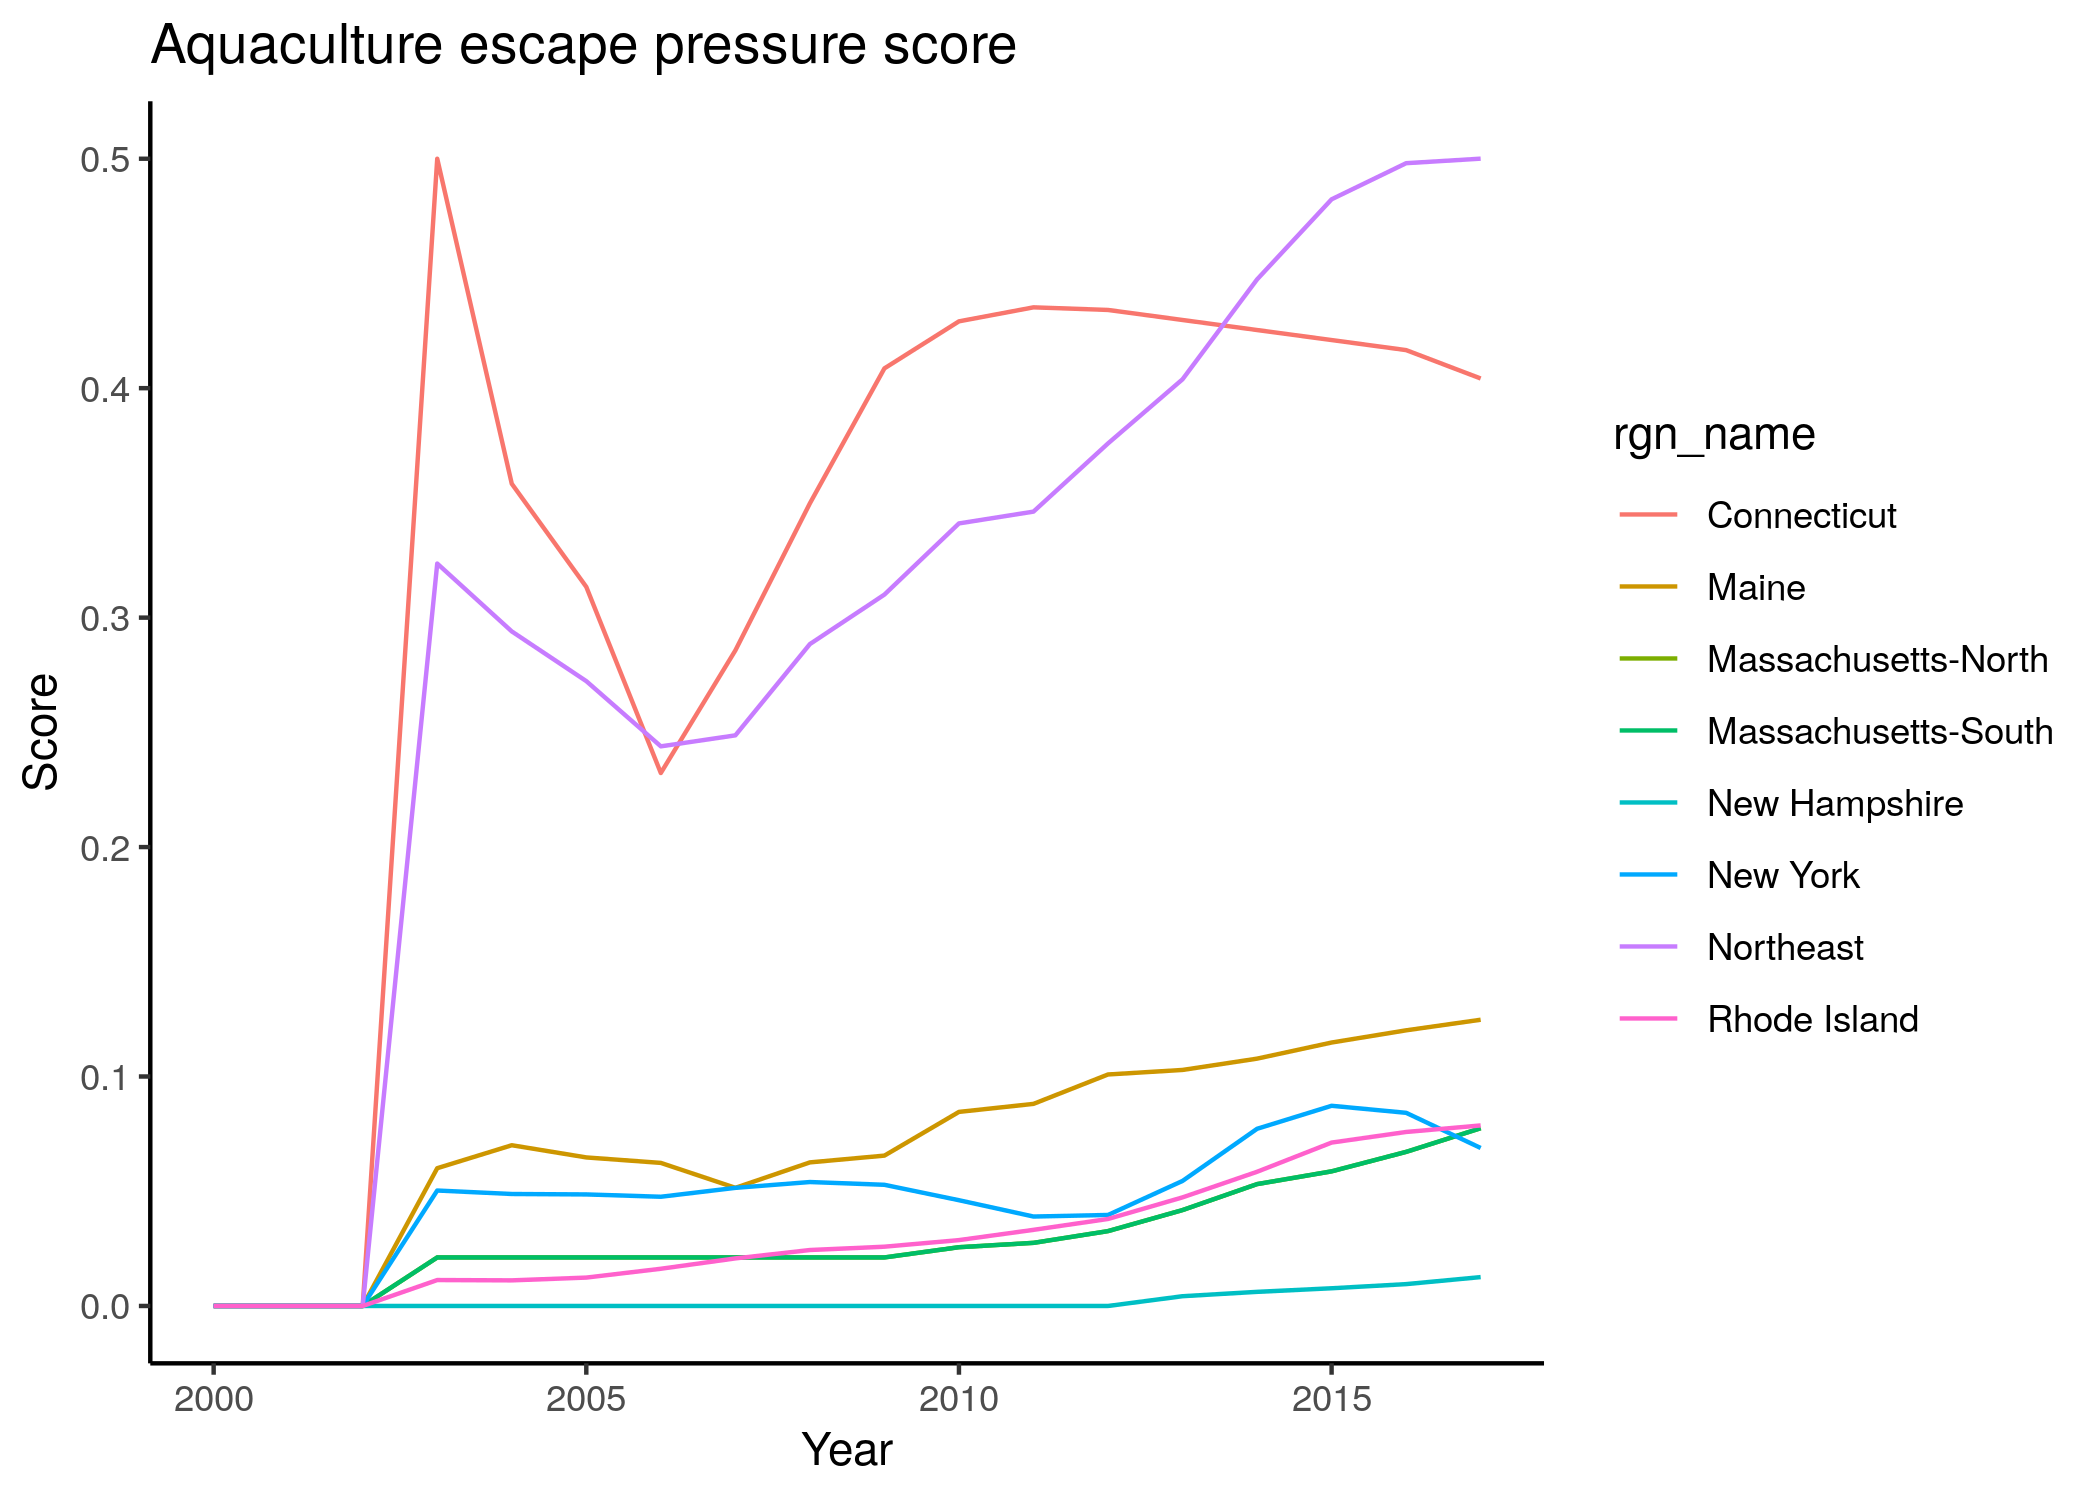 Aquaculture escape pressure score
0.5
0.4
0.3
0.2
0.1
0.0
Score
2000 2005 2010 2015
Year
rgn_name
Connecticut
Maine
Massachusetts-North
Massachusetts-South
New Hampshire
New York
Northeast
Rhode Island